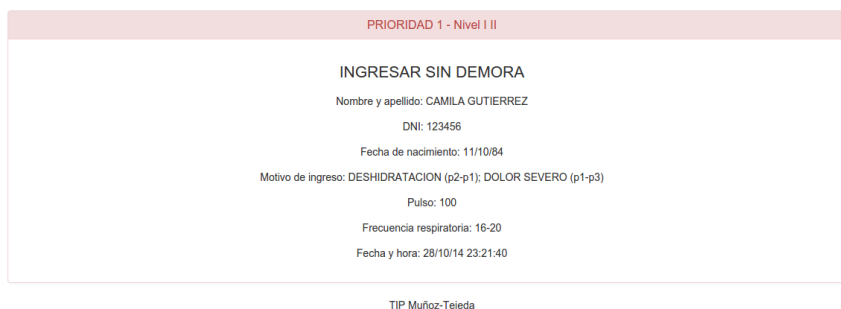 PRIORIDAD 1 - Nivel I II
INGRESAR SIN DEMORA
Nombre y apellido: CAMILA GUTIERREZ
DNI: 123456
Fecha de nacimiento: 11/10/84
Motivo de ingreso: DESHIDRATACION (p2-p1); DOLOR SEVERO (p1-p3)
Pulso: 100
Frecuencia respiratoria: 16-20
Fecha y hora: 28/10/14 23:21:40
TIP Muñoz-Tejeda